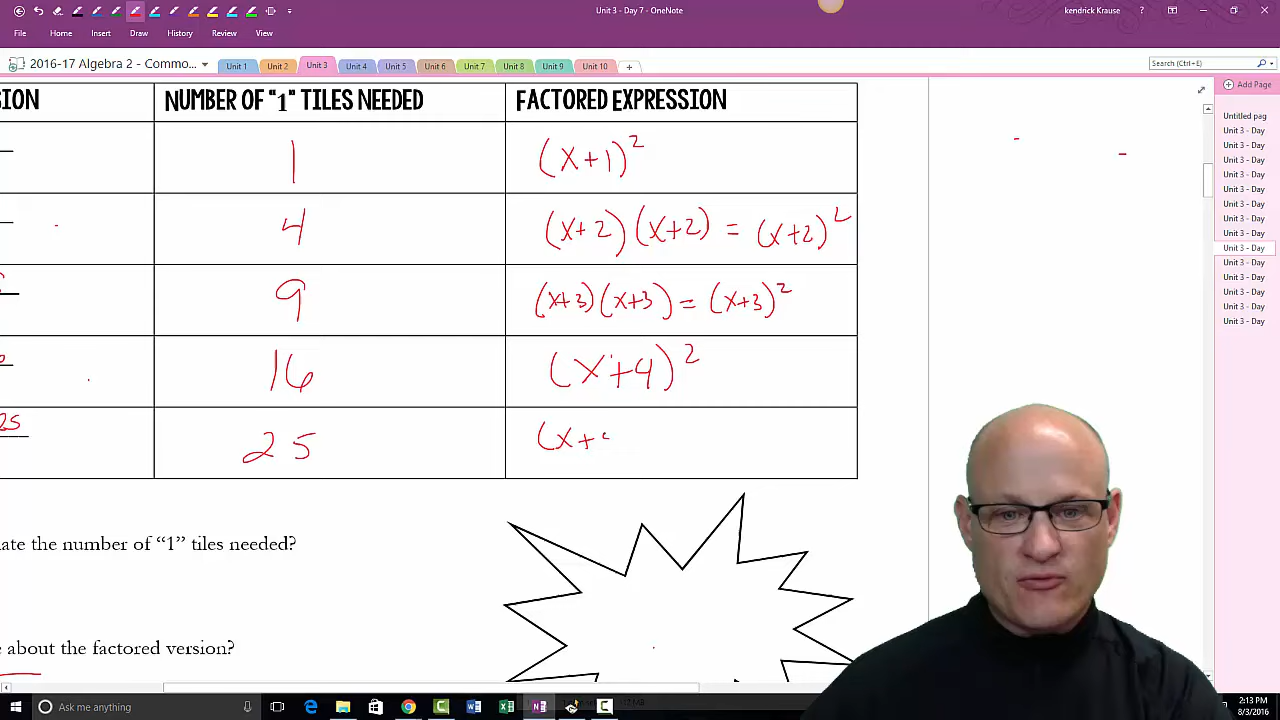 Unit 3 - Day 7 - OneNote
kendrick Krause
?
File Home Insert Draw History Review View
2016-17 Algebra 2 - Commo...
Unit 1 Unit 2 Unit 3 Unit 4 Unit 5 Unit 6 Unit 7 Unit 8 Unit 9 Unit 10 +
Search (Ctrl+E)
Add Page
Untitled pag
Unit 3 - Day
Unit 3 - Day
Unit 3 - Day
Unit 3 - Day
Unit 3 - Day
Unit 3 - Day
Unit 3 - Day
Unit 3 - Day
Unit 3 - Day
Unit 3 - Day
Unit 3 - Day
Unit 3 - Day
Unit 3 - Day
Unit 3 - Day
SION NUMBER OF "1" TILES NEEDED FACTORED EXPRESSION
1 (x+1)²
4 (x+2)(x+2) = (x+2)²
9 (x+3)(x+3) = (x+3)²
16 (x+4)²
25 25 (x+
ate the number of “1” tiles needed?
e about the factored version?
Ask me anything
2:13 PM
8/3/2016